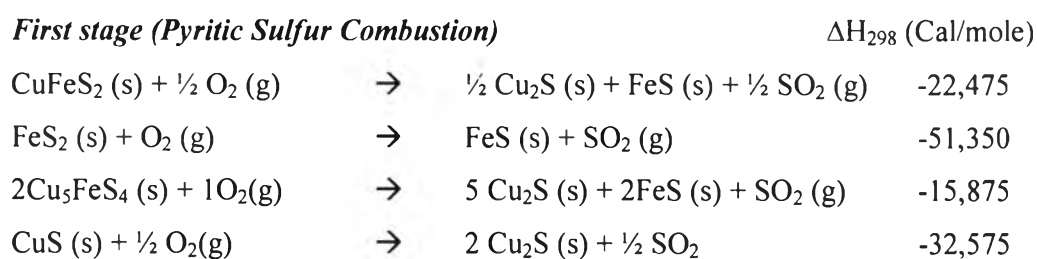 First stage (Pyritic Sulfur Combustion) ΔH₂₉₈ (Cal/mole)
CuFeS₂ (s) + ½ O₂ (g) → ½ Cu₂S (s) + FeS (s) + ½ SO₂ (g) -22,475
FeS₂ (s) + O₂ (g) → FeS (s) + SO₂ (g) -51,350
2Cu₅FeS₄ (s) + 1O₂(g) → 5 Cu₂S (s) + 2FeS (s) + SO₂ (g) -15,875
CuS (s) + ½ O₂(g) → 2 Cu₂S (s) + ½ SO₂ -32,575